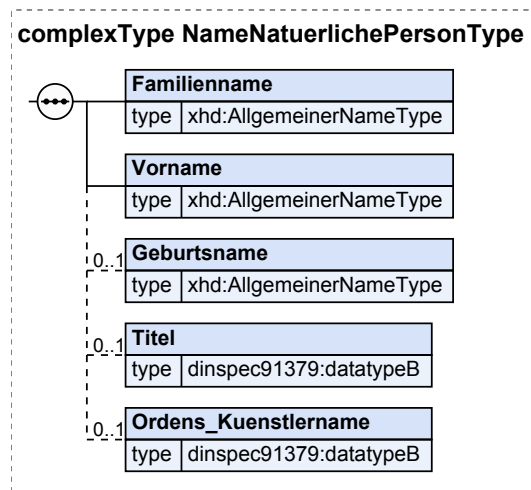 complexType NameNatuerlichePersonType
Familienname
type xhd:AllgemeinerNameType
Vorname
type xhd:AllgemeinerNameType
0..1 Geburtsname
type xhd:AllgemeinerNameType
0..1 Titel
type dinspec91379:datatypeB
0..1 Ordens_Kuenstlername
type dinspec91379:datatypeB